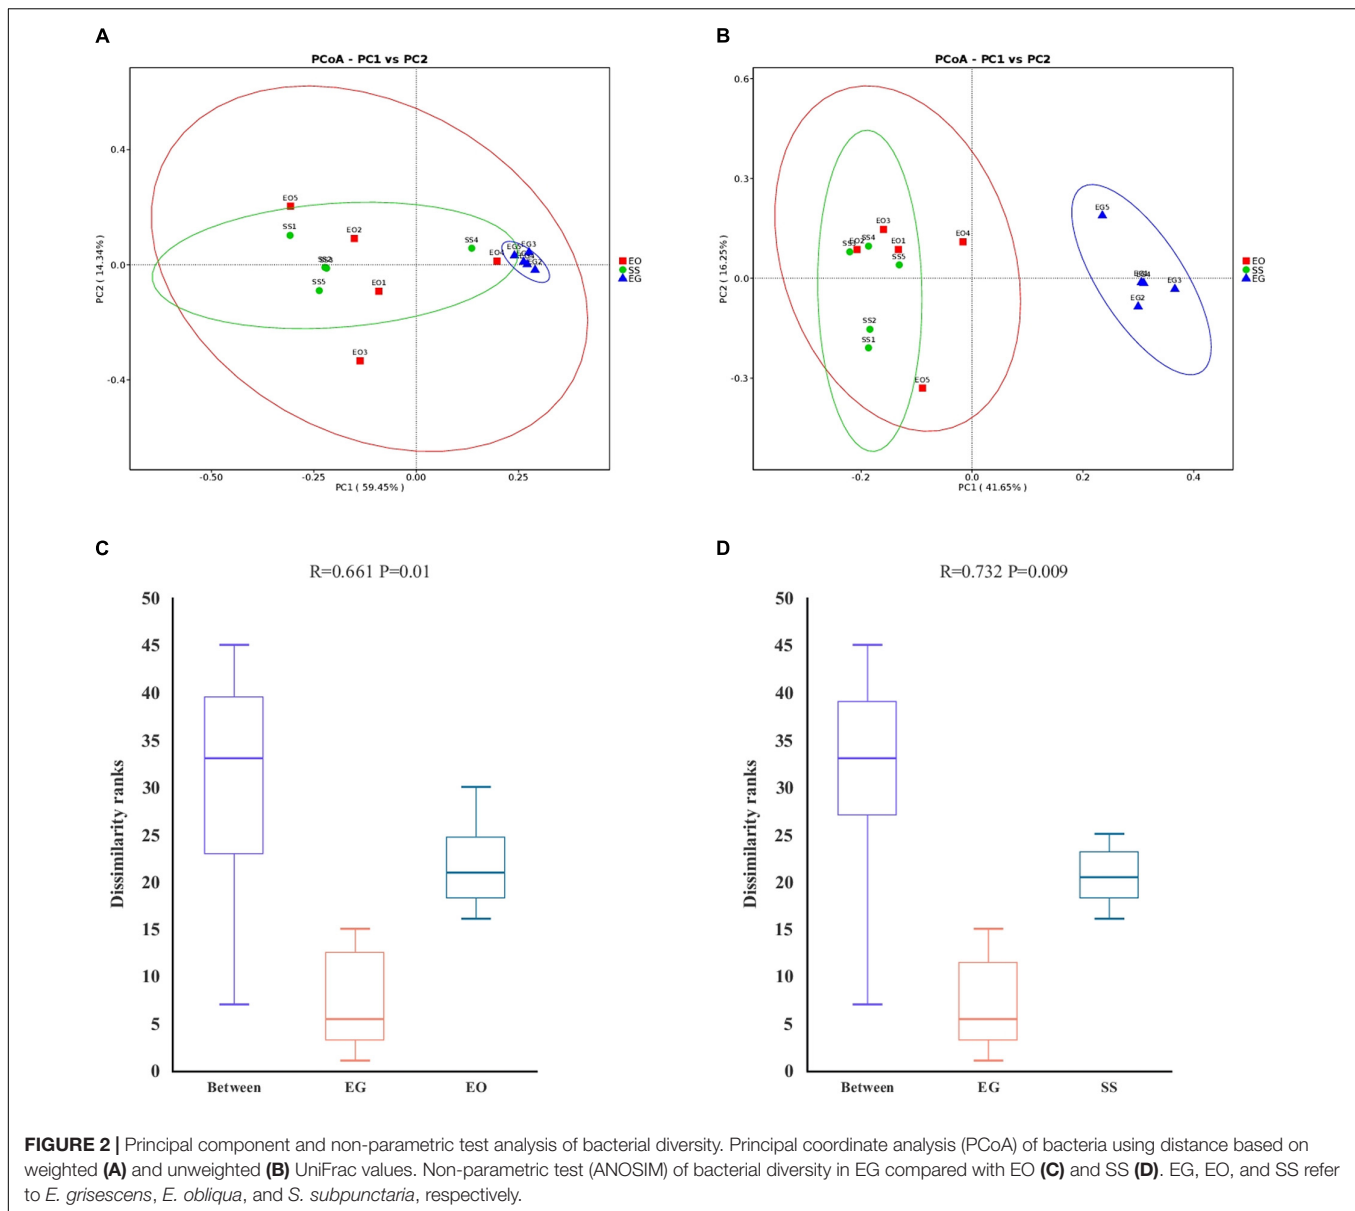 A
PCoA - PC1 vs PC2
0.4
0.0
-0.4
PC2 ( 14.34%)
-0.50
-0.25
0.00
0.25
PC1 ( 59.45%)
EO5
SS1
EO2
SS5
EO1
EO3
SS4
EO4
EG5
EG3
EG2
EO
SS
EG
B
PCoA - PC1 vs PC2
0.6
0.3
0.0
-0.3
PC2 ( 16.25%)
-0.2
0.0
0.2
0.4
PC1 ( 41.65%)
EO3
SS4
EO2
EO1
SS5
EO4
SS2
SS1
EO5
EG5
EG3
EG2
EO
SS
EG
C
R=0.661 P=0.01
50
45
40
35
30
25
20
15
10
5
0
Dissimilarity ranks
Between
EG
EO
D
R=0.732 P=0.009
50
45
40
35
30
25
20
15
10
5
0
Dissimilarity ranks
Between
EG
SS
FIGURE 2 | Principal component and non-parametric test analysis of bacterial diversity. Principal coordinate analysis (PCoA) of bacteria using distance based on
weighted (A) and unweighted (B) UniFrac values. Non-parametric test (ANOSIM) of bacterial diversity in EG compared with EO (C) and SS (D). EG, EO, and SS refer
to E. grisescens, E. obliqua, and S. subpunctaria, respectively.